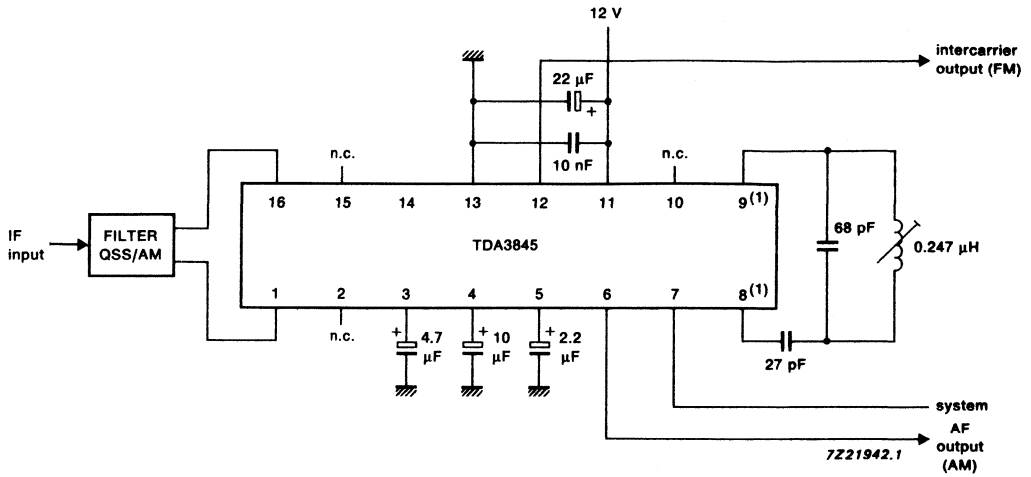 12 V
intercarrier
output (FM)
22 µF
+
10 nF
n.c.
n.c.
16 15 14 13 12 11 10 9(1)
IF
input
FILTER
QSS/AM
TDA3845
68 pF
0.247 µH
1 2 3 4 5 6 7 8(1)
n.c.
+ 4.7
µF
+ 10
µF
+ 2.2
µF
27 pF
system
AF
output
(AM)
7Z21942.1